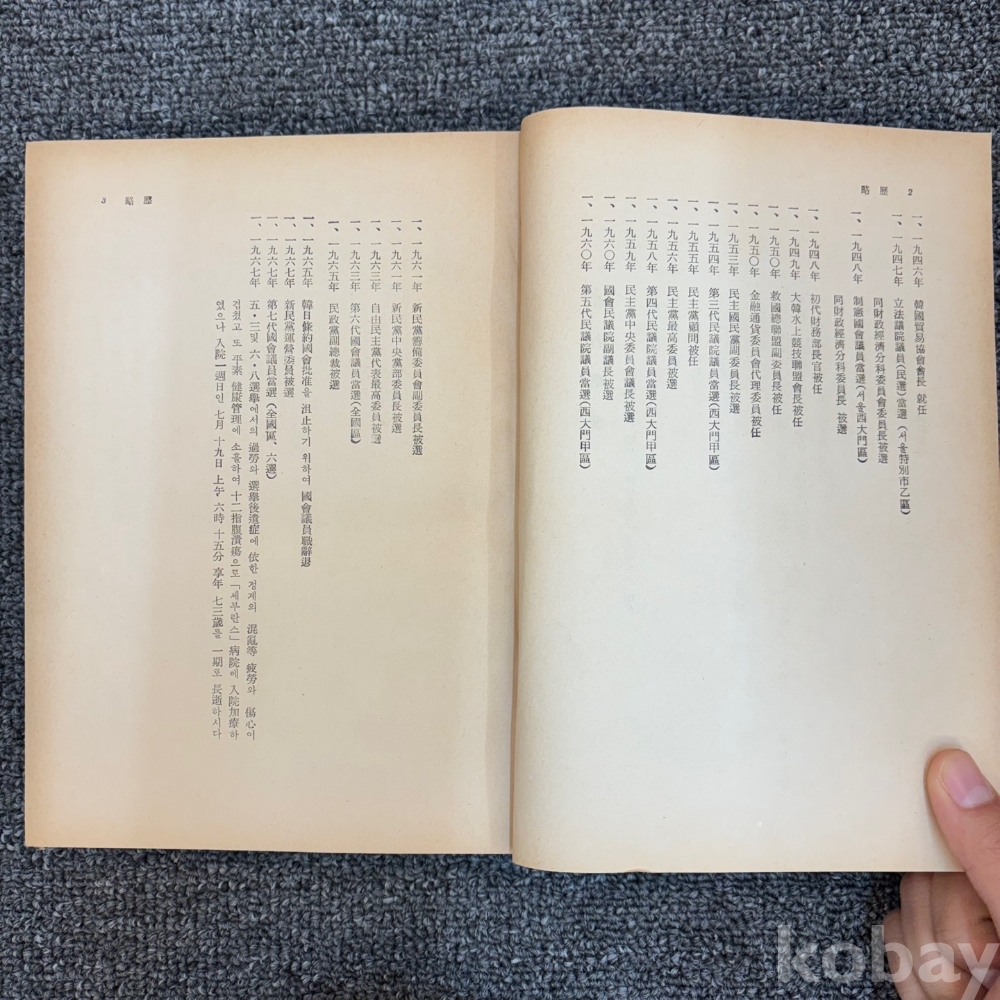 2 歷 略
一、一九四六年 韓國貿易協會會長 就任
一、一九四七年 立法議院議員(民選)當選(서울特別市乙區)
同財政經濟分科委員會委員長被選
一、一九四八年 制憲國會議員當選(서울西大門區)
同財政經濟分科委員長 被選
一、一九四八年 初代財務部長官被任
一、一九四九年 大韓水上競技聯盟會長被任
一、一九五〇年 救國總聯盟副委員長被任
一、一九五〇年 金融通貨委員會代理委員被任
一、一九五三年 民主國民黨副委員長被選
一、一九五四年 第三代民議院議員當選(西大門甲區)
一、一九五五年 民主黨顧問被任
一、一九五六年 民主黨最高委員被選
一、一九五八年 第四代民議院議員當選(西大門甲區)
一、一九五九年 民主黨中央委員會議長被選
一、一九六〇年 國會民議院副議長被任
一、一九六〇年 第五代民議院議員當選(西大門甲區)
3 略 歷
一、一九六一年 新民黨籌備委員會副委員長被選
一、一九六一年 新民黨中央黨部委員長被選
一、一九六三年 自由民主黨代表最高委員被選
一、一九六三年 第六代國會議員當選(全國區)
一、一九六五年 民政黨副總裁被選
一、一九六五年 韓日條約國會批准을 沮止하기 위하여 國會議員職辭退
一、一九六七年 新民黨運營委員被選
一、一九六七年 第七代國會議員當選(全國區、六選)
一、一九六七年 五·三및 六·八選擧에서의 過勞와 選擧後遺症에 依한 정계의 混亂等 疲勞와 傷心이
겹쳤고 또 平素 健康管理에 소홀하여 十二指腹潰瘍으로「세부란스」病院에 入院加療하
였으나 入院 一週日인 七月 十九日 上午 六時 十五分 享年 七三歲를 一期로 長逝하시다
kobay